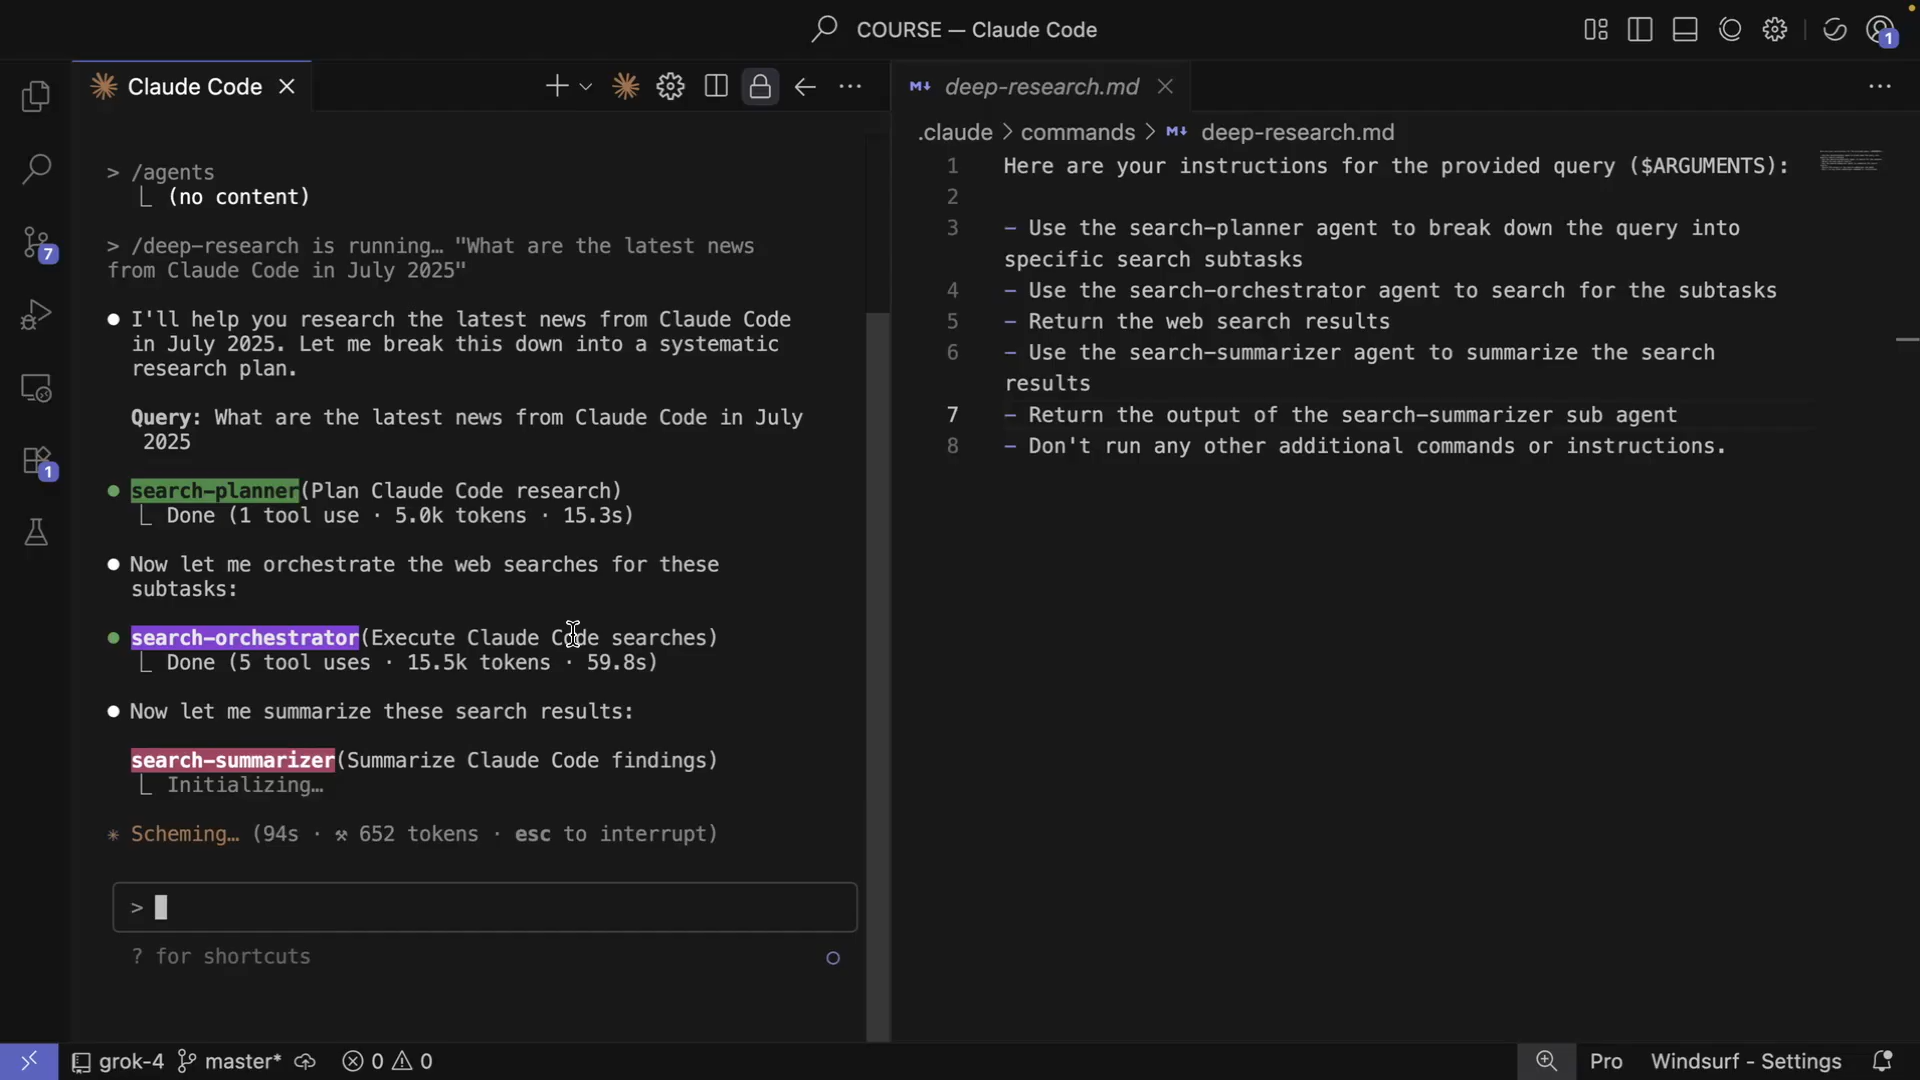 COURSE — Claude Code
1
Claude Code
> /agents
⎿ (no content)
> /deep-research is running… "What are the latest news
from Claude Code in July 2025"
● I'll help you research the latest news from Claude Code
in July 2025. Let me break this down into a systematic
research plan.
Query: What are the latest news from Claude Code in July
2025
● search-planner(Plan Claude Code research)
⎿ Done (1 tool use · 5.0k tokens · 15.3s)
● Now let me orchestrate the web searches for these
subtasks:
● search-orchestrator(Execute Claude Code searches)
⎿ Done (5 tool uses · 15.5k tokens · 59.8s)
● Now let me summarize these search results:
search-summarizer(Summarize Claude Code findings)
⎿ Initializing…
✳ Scheming… (94s · ⚒ 652 tokens · esc to interrupt)
>
? for shortcuts
7
1
deep-research.md
.claude > commands > deep-research.md
1 Here are your instructions for the provided query ($ARGUMENTS):
2
3 - Use the search-planner agent to break down the query into
specific search subtasks
4 - Use the search-orchestrator agent to search for the subtasks
5 - Return the web search results
6 - Use the search-summarizer agent to summarize the search
results
7 - Return the output of the search-summarizer sub agent
8 - Don't run any other additional commands or instructions.
grok-4 master* 0 0
Pro Windsurf - Settings